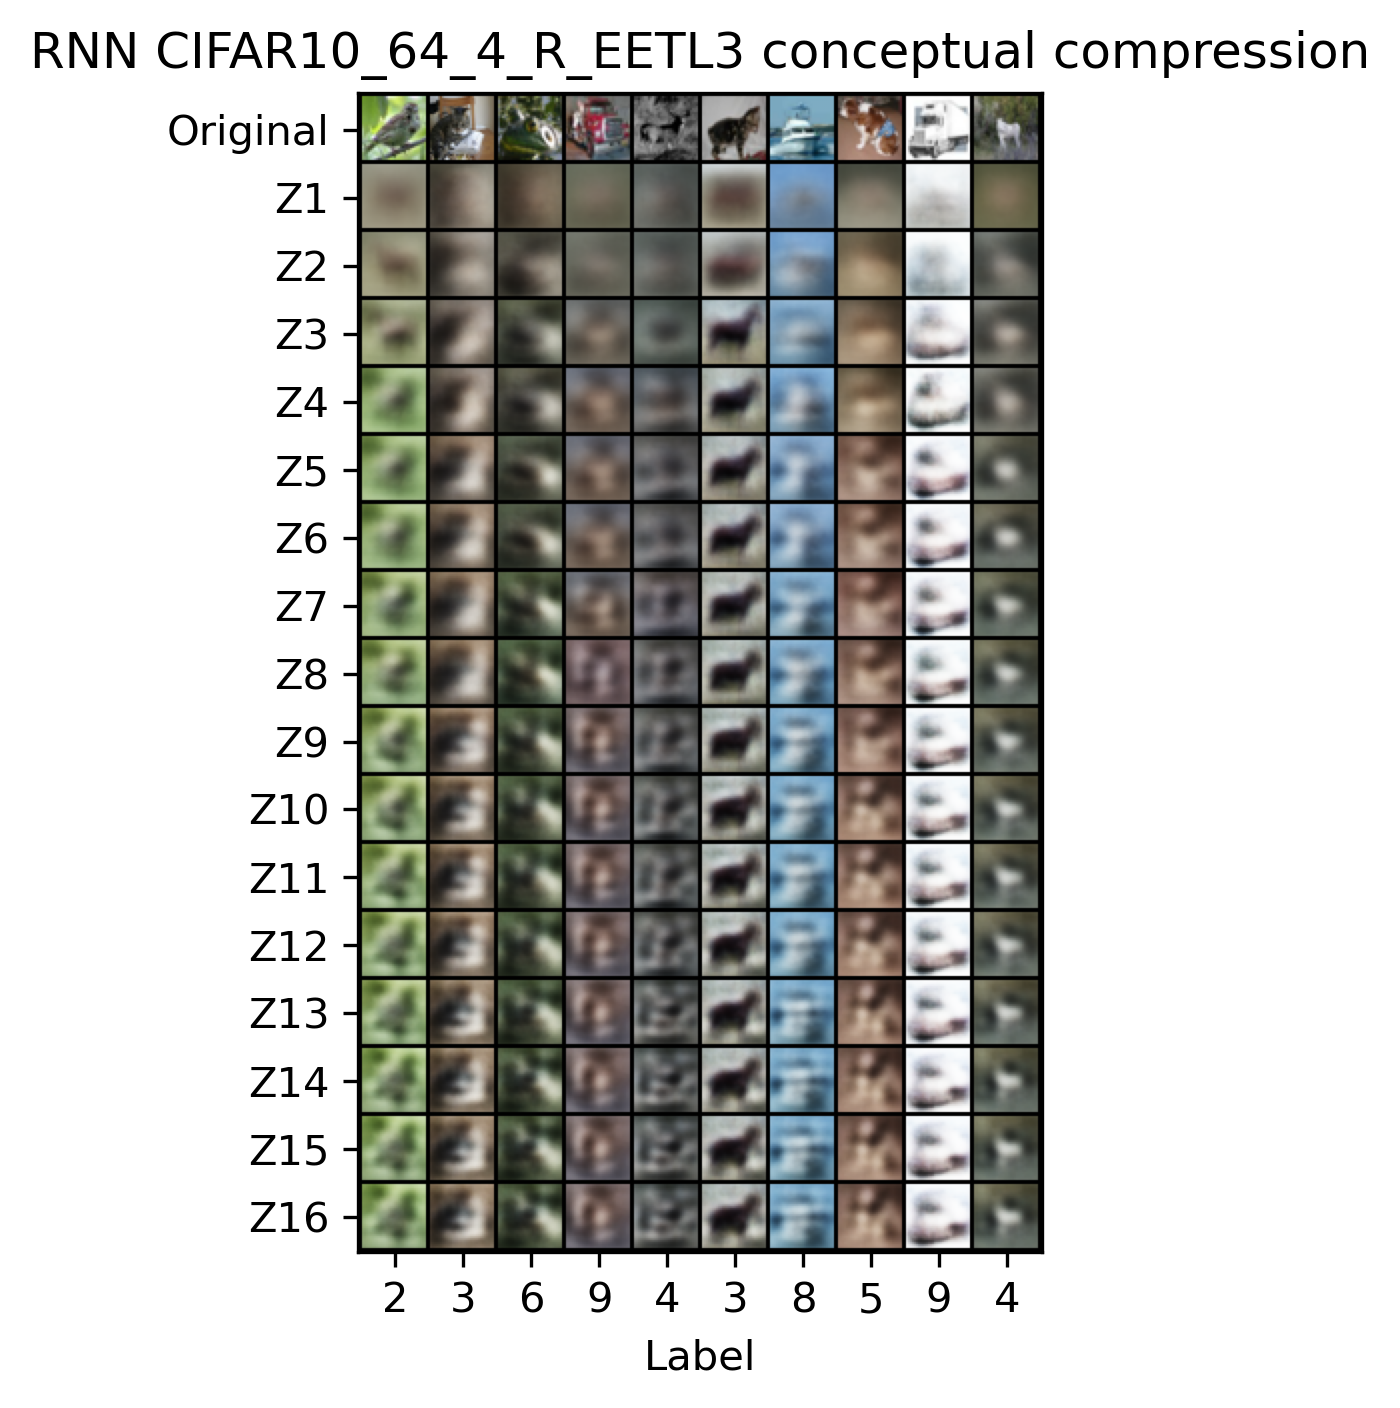 RNN CIFAR10_64_4_R_EETL3 conceptual compression
Original
Z1
Z2
Z3
Z4
Z5
Z6
Z7
Z8
Z9
Z10
Z11
Z12
Z13
Z14
Z15
Z16
2 3 6 9 4 3 8 5 9 4
Label